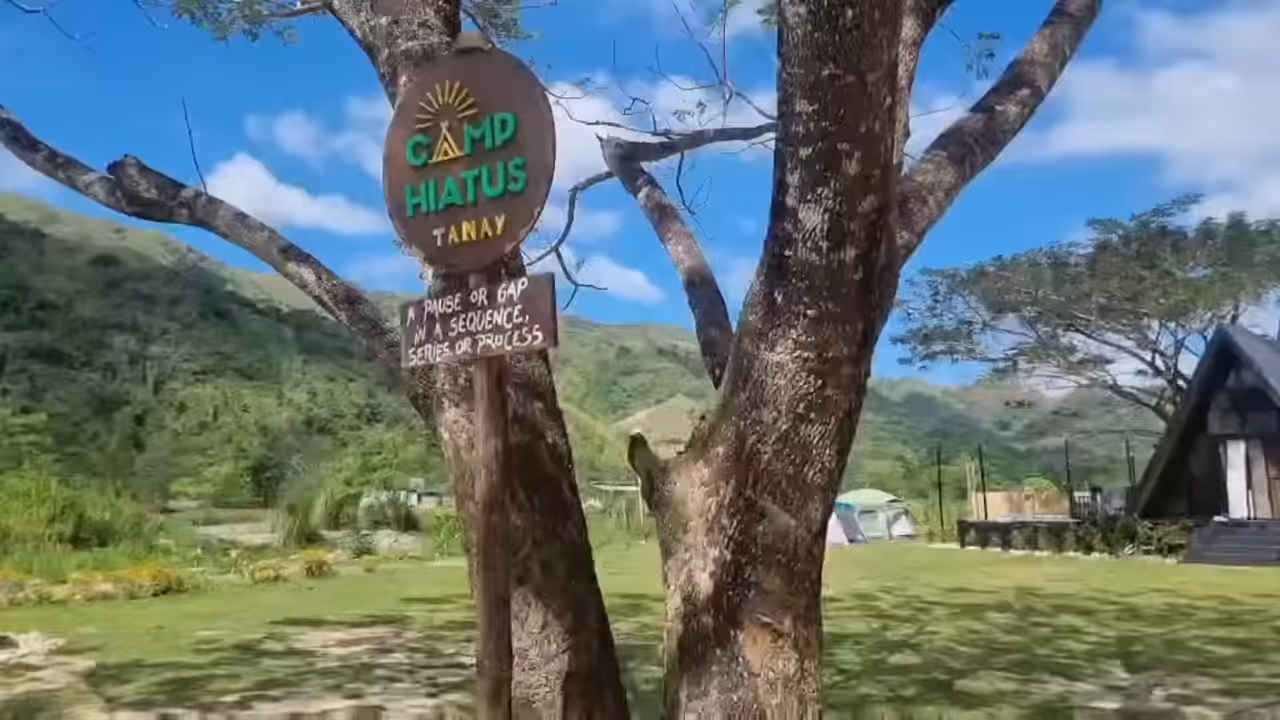 CAMP
HIATUS
TANAY
A PAUSE OR GAP
IN A SEQUENCE,
SERIES, OR PROCESS